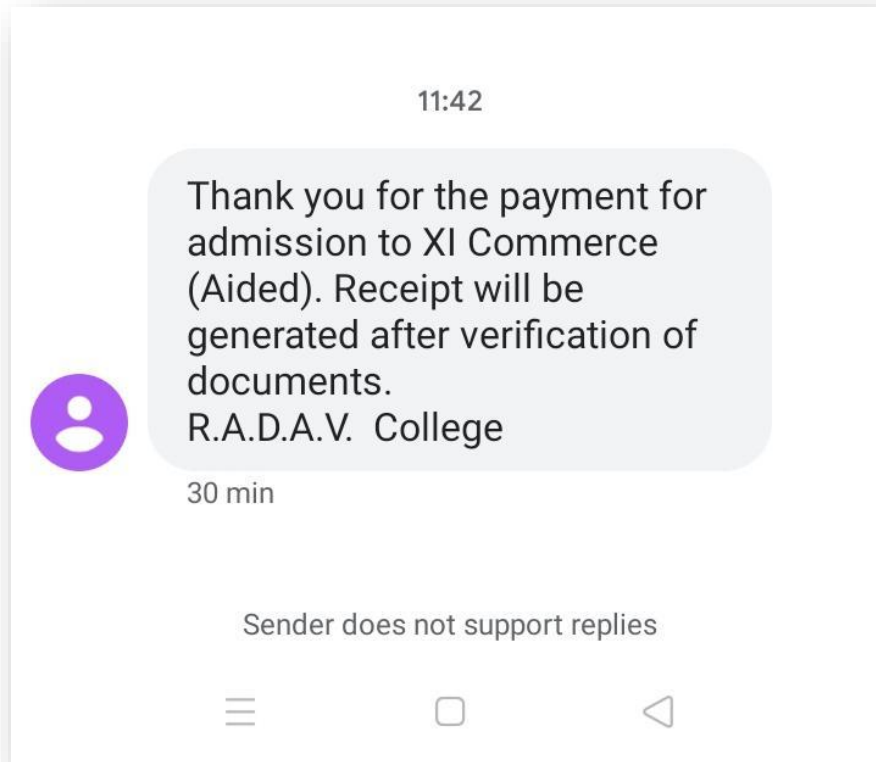 11:42
Thank you for the payment for
admission to XI Commerce
(Aided). Receipt will be
generated after verification of
documents.
R.A.D.A.V.  College
30 min
Sender does not support replies